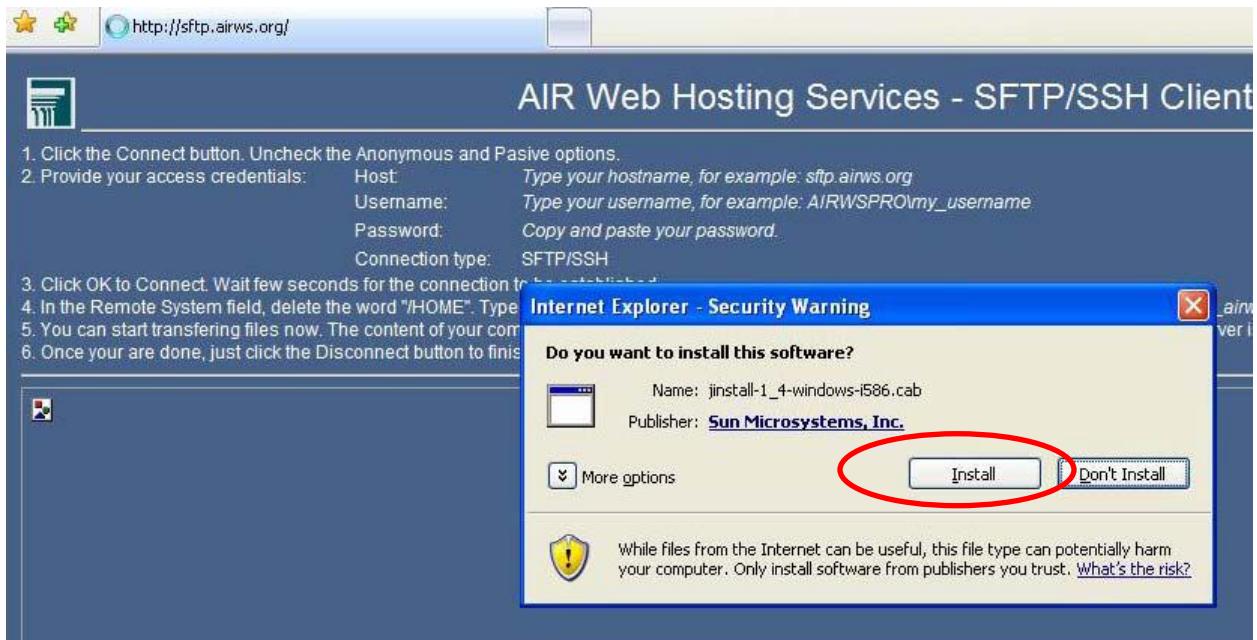 http://sftp.airws.org/
AIR Web Hosting Services - SFTP/SSH Client
1. Click the Connect button. Uncheck the Anonymous and Pasive options.
2. Provide your access credentials: Host: Type your hostname, for example: sftp.airws.org
Username: Type your username, for example: AIRWSPRO\my_username
Password: Copy and paste your password.
Connection type: SFTP/SSH
3. Click OK to Connect. Wait few seconds for the connection to be established
4. In the Remote System field, delete the word "/HOME". Type
5. You can start transfering files now. The content of your com
6. Once your are done, just click the Disconnect button to finis
Internet Explorer - Security Warning
Do you want to install this software?
Name: jinstall-1_4-windows-i586.cab
Publisher: Sun Microsystems, Inc.
More options
Install
Don't Install
While files from the Internet can be useful, this file type can potentially harm
your computer. Only install software from publishers you trust. What's the risk?